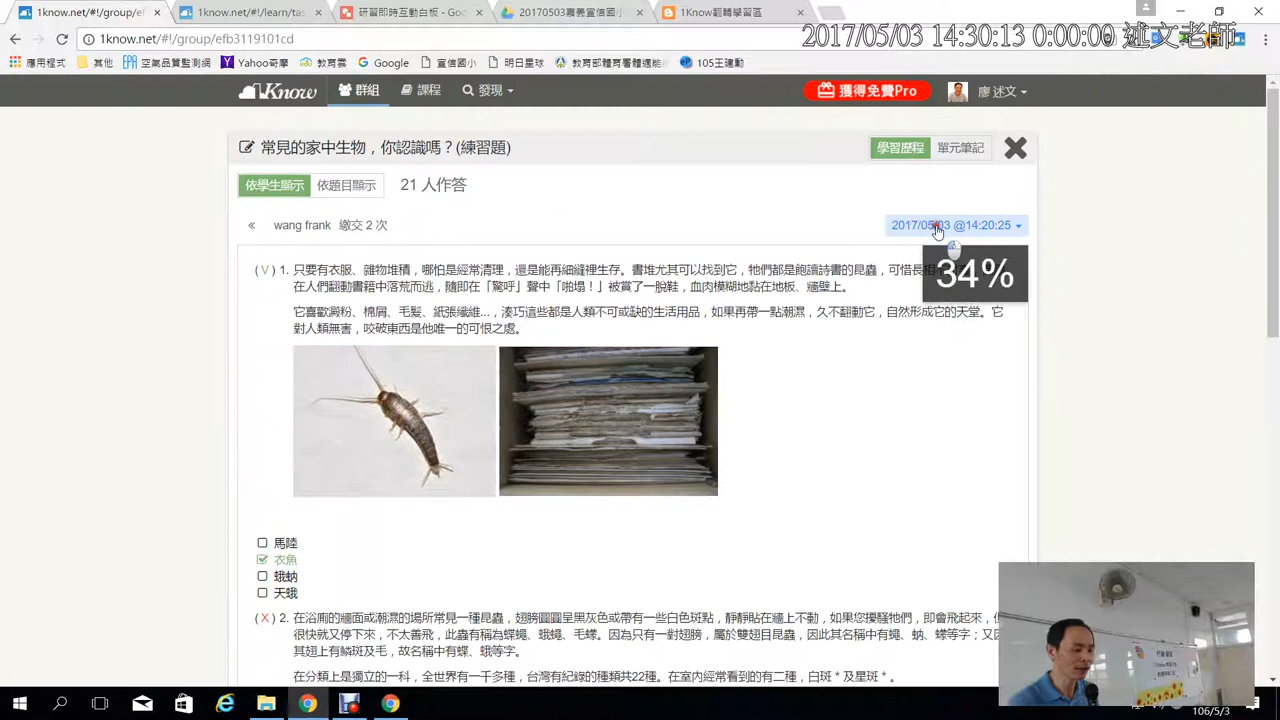 1know.net/#!/group/ef
1know.net/#!/learn/tas
研習即時互動白板 - Goo
20170503嘉義宣信國小
1Know翻轉學習區
1know.net/#!/group/efb3119101cd
2017/05/03 14:30:13 0:00:00 述文老師
應用程式
其他
空氣品質監測網
Yahoo奇摩
教育雲
Google
宣信國小
明日星球
教育部體育署體適能
105王建動
1Know
群組
課程
發現
獲得免費Pro
廖 述文
常見的家中生物，你認識嗎？(練習題)
學習歷程
單元筆記
依學生顯示
依題目顯示
21 人作答
« wang frank 繳交 2 次
2017/05/03 @14:20:25
34%
(V) 1. 只要有衣服、雜物堆積，哪怕是經常清理，還是能再細縫裡生存。書堆尤其可以找到它，牠們都是飽讀詩書的昆蟲，可惜長相
在人們翻動書籍中落荒而逃，隨即在「驚呼」聲中「啪塌！」被賞了一脫鞋，血肉模糊地黏在地板、牆壁上。
它喜歡澱粉、棉屑、毛髮、紙張纖維...，湊巧這些都是人類不可或缺的生活用品，如果再帶一點潮濕，久不翻動它，自然形成它的天堂。它
對人類無害，咬破東西是他唯一的可恨之處。
馬陸
衣魚
蛾蚋
天蛾
(X) 2. 在浴廁的牆面或潮濕的場所常見一種昆蟲，翅膀圓圓呈黑灰色或帶有一些白色斑點，靜靜貼在牆上不動，如果您擾騷牠們，即會飛起來，但
很快就又停下來，不太善飛，此蟲有稱為蝶蠅、蛾蠅、毛蠓。因為只有一對翅膀，屬於雙翅目昆蟲，因此其名稱中有蠅、蚋、蠓等字；又因
其翅上有鱗斑及毛，故名稱中有蝶、蛾等字。
在分類上是獨立的一科，全世界有一千多種，台灣有紀錄的種類共22種。在室內經常看到的有二種，白斑 * 及星斑 * 。
106/5/3